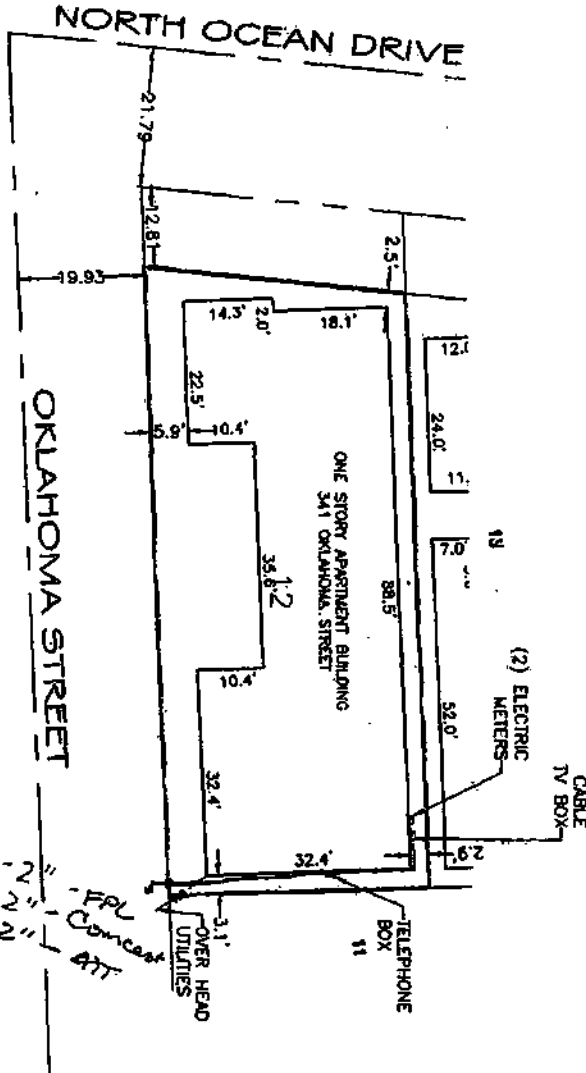 NORTH OCEAN DRIVE
21.79
12.81
19.93
2.5'
14.3'
2.0'
18.1'
12.0
22.5'
24.0'
5.9'
10.4'
11.
OKLAHOMA STREET
ONE STORY APARTMENT BUILDING
341 OKLAHOMA STREET
13
7.0'
35.6'
12
88.5'
(2) ELECTRIC
METERS
CABLE
TV BOX
52.0'
10.4'
32.4'
32.4'
2.9'
3.1'
TELEPHONE
BOX
11
OVER HEAD
UTILITIES
-2" - FPL
2" - Comcast
2" - ATT